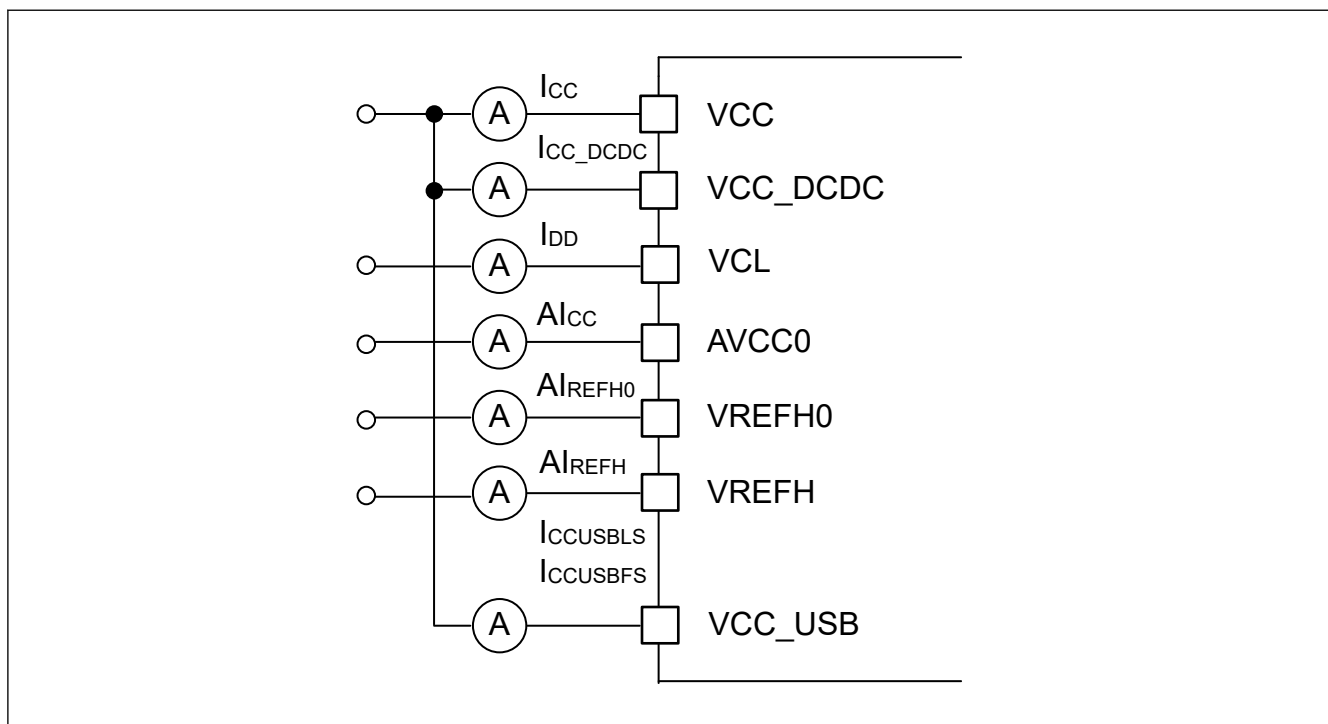 A ICC VCC
A ICC_DCDC VCC_DCDC
A IDD VCL
A AICC AVCC0
A AIREFH0 VREFH0
A AIREFH VREFH
ICCUSBLS
ICCUSBFS
A VCC_USB